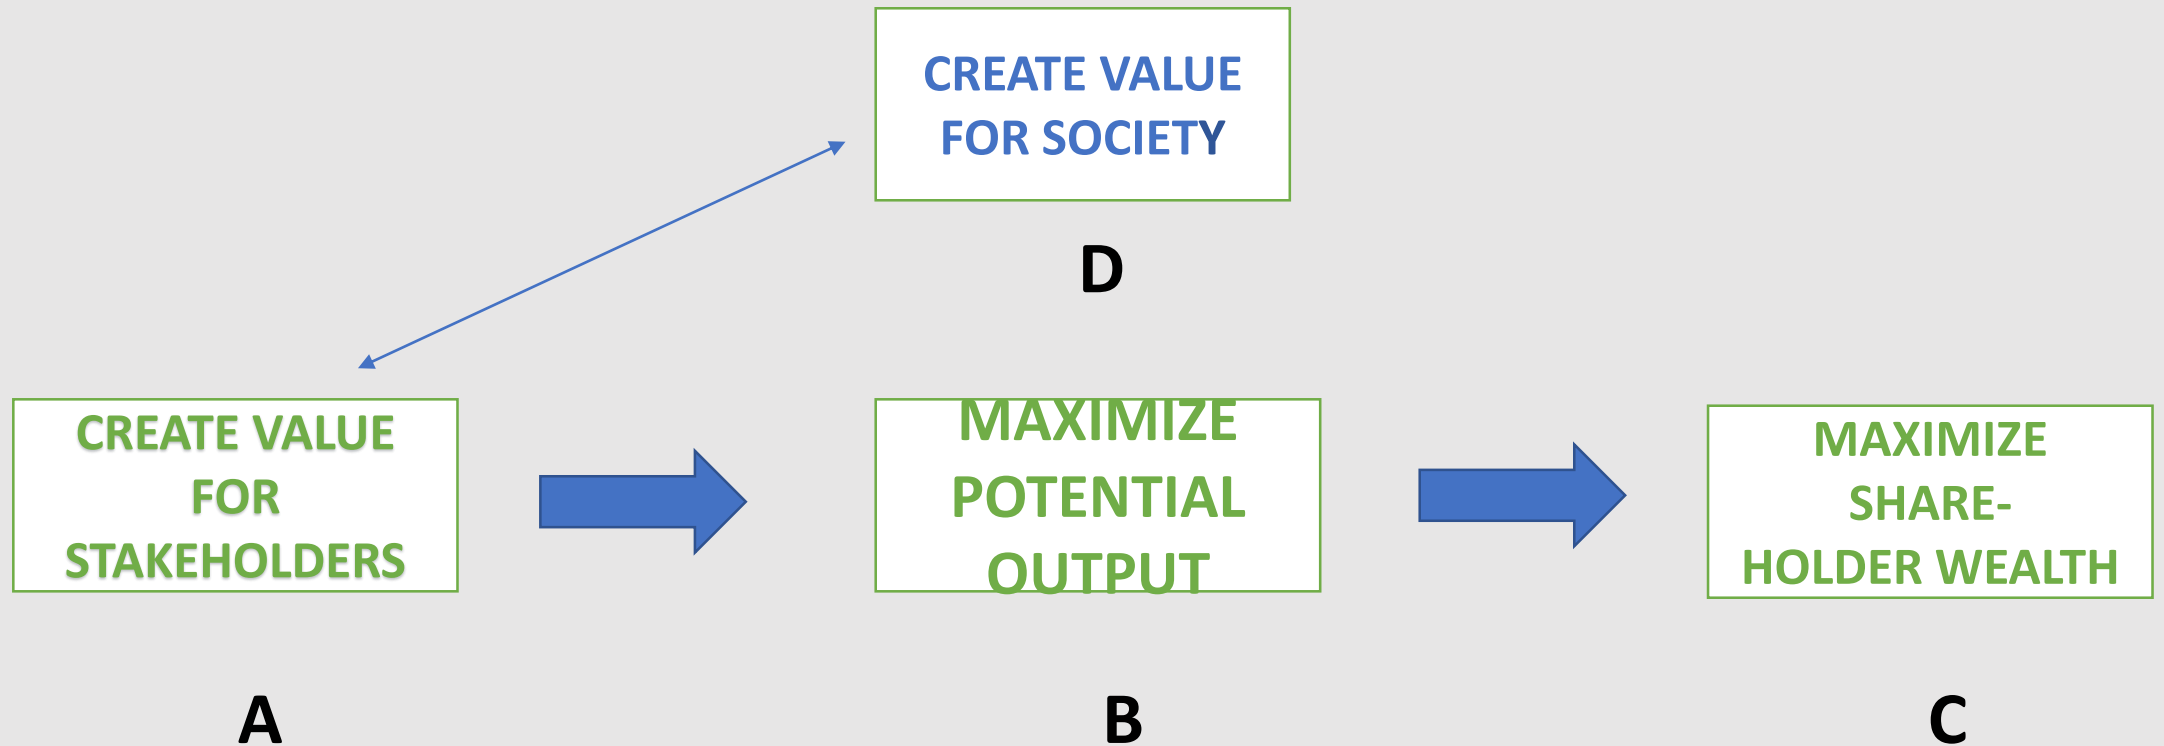 CREATE VALUE
FOR SOCIETY
D
CREATE VALUE
FOR
STAKEHOLDERS
A
MAXIMIZE
POTENTIAL
OUTPUT
B
MAXIMIZE
SHARE-
HOLDER WEALTH
C